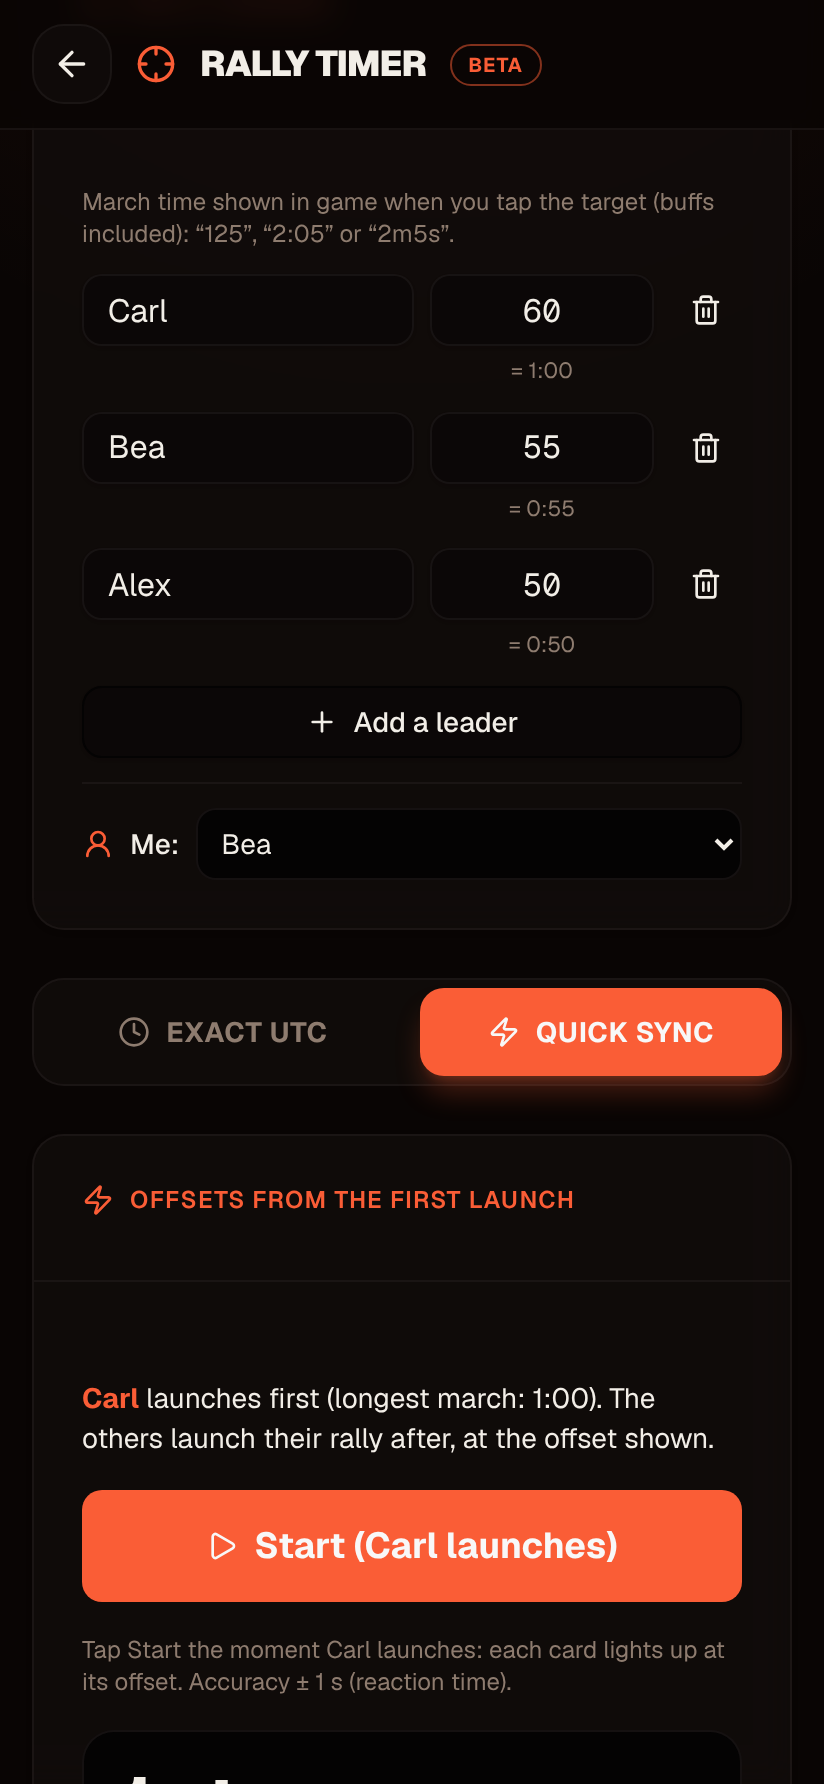 RALLY TIMER BETA
March time shown in game when you tap the target (buffs
included): “125”, “2:05” or “2m5s”.
Carl 60
= 1:00
Bea 55
= 0:55
Alex 50
= 0:50
Add a leader
Me: Bea
EXACT UTC QUICK SYNC
OFFSETS FROM THE FIRST LAUNCH
Carl launches first (longest march: 1:00). The
others launch their rally after, at the offset shown.
Start (Carl launches)
Tap Start the moment Carl launches: each card lights up at
its offset. Accuracy ± 1 s (reaction time).